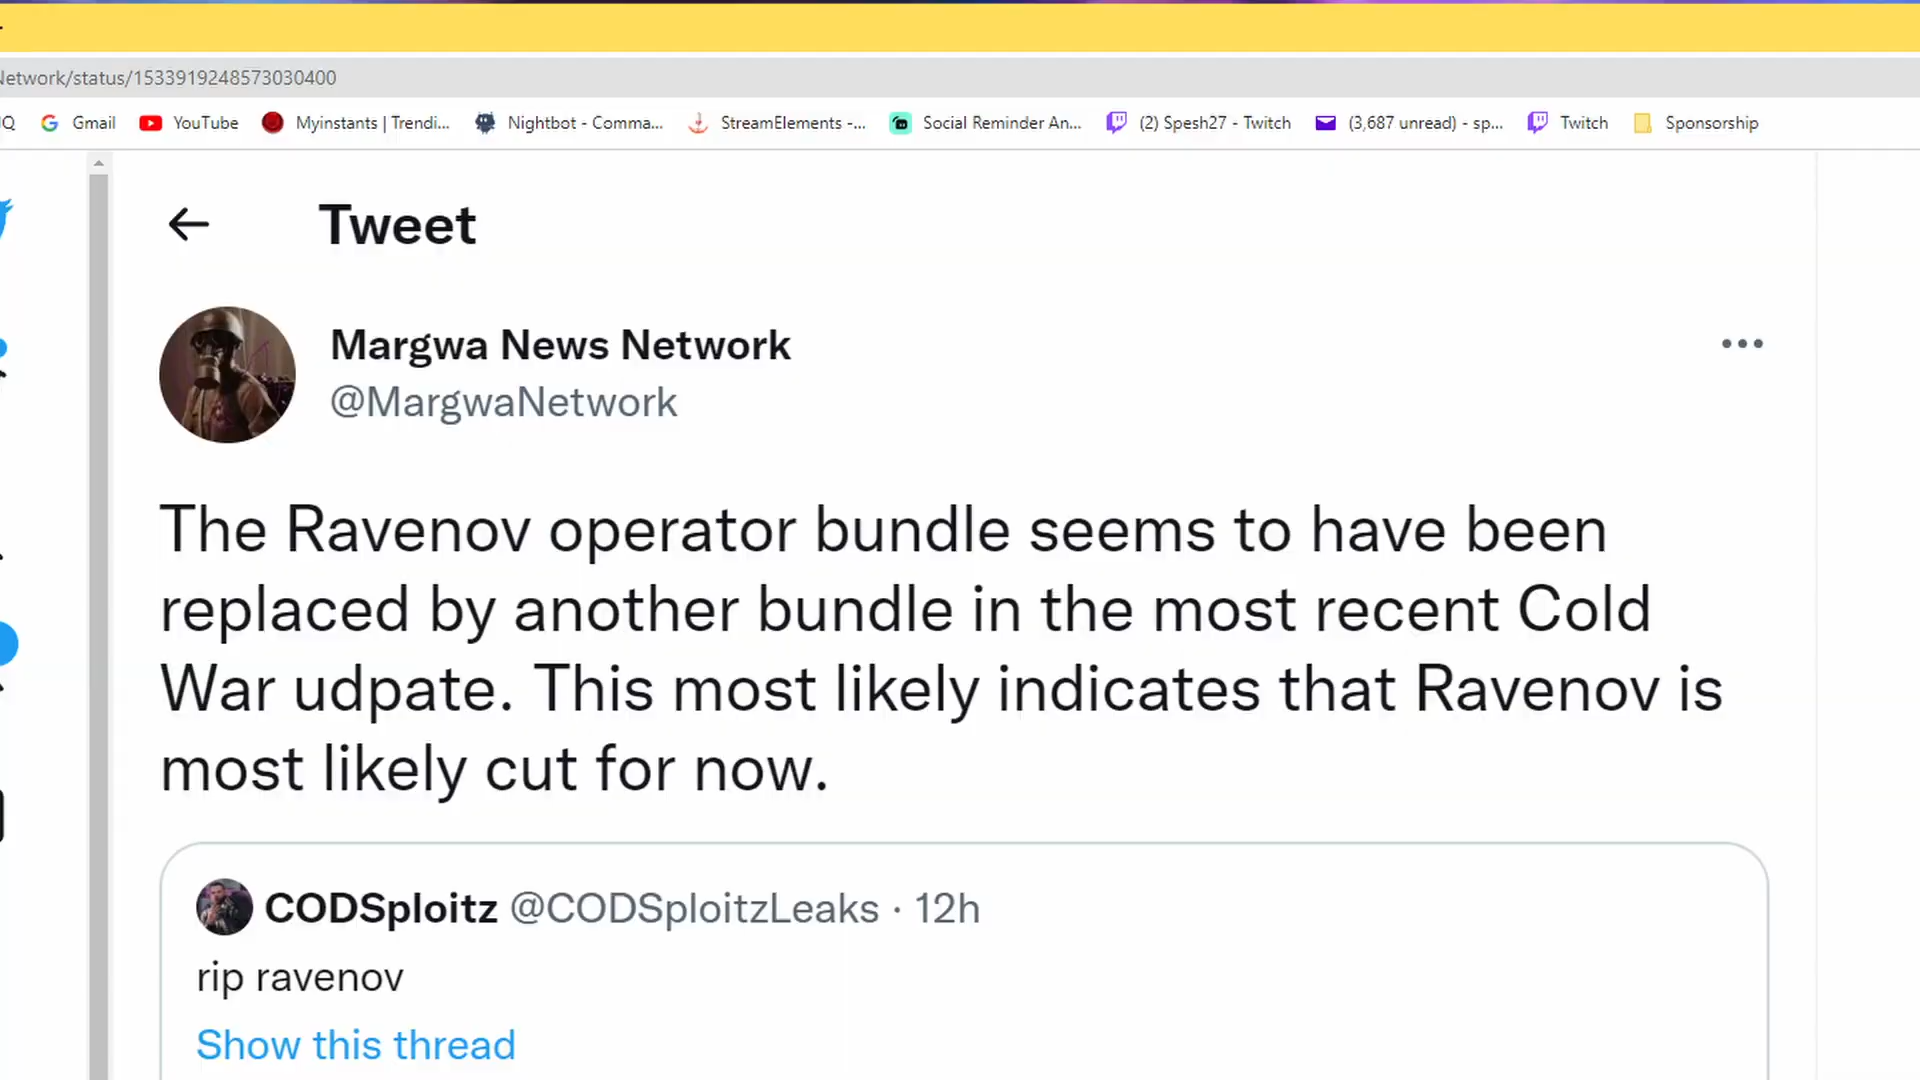 Network/status/1533919248573030400
Q Gmail YouTube Myinstants | Trendi... Nightbot - Comma... StreamElements -... Social Reminder An... (2) Spesh27 - Twitch (3,687 unread) - sp... Twitch Sponsorship
Tweet
Margwa News Network
@MargwaNetwork
The Ravenov operator bundle seems to have been
replaced by another bundle in the most recent Cold
War udpate. This most likely indicates that Ravenov is
most likely cut for now.
CODSploitz @CODSploitzLeaks · 12h
rip ravenov
Show this thread